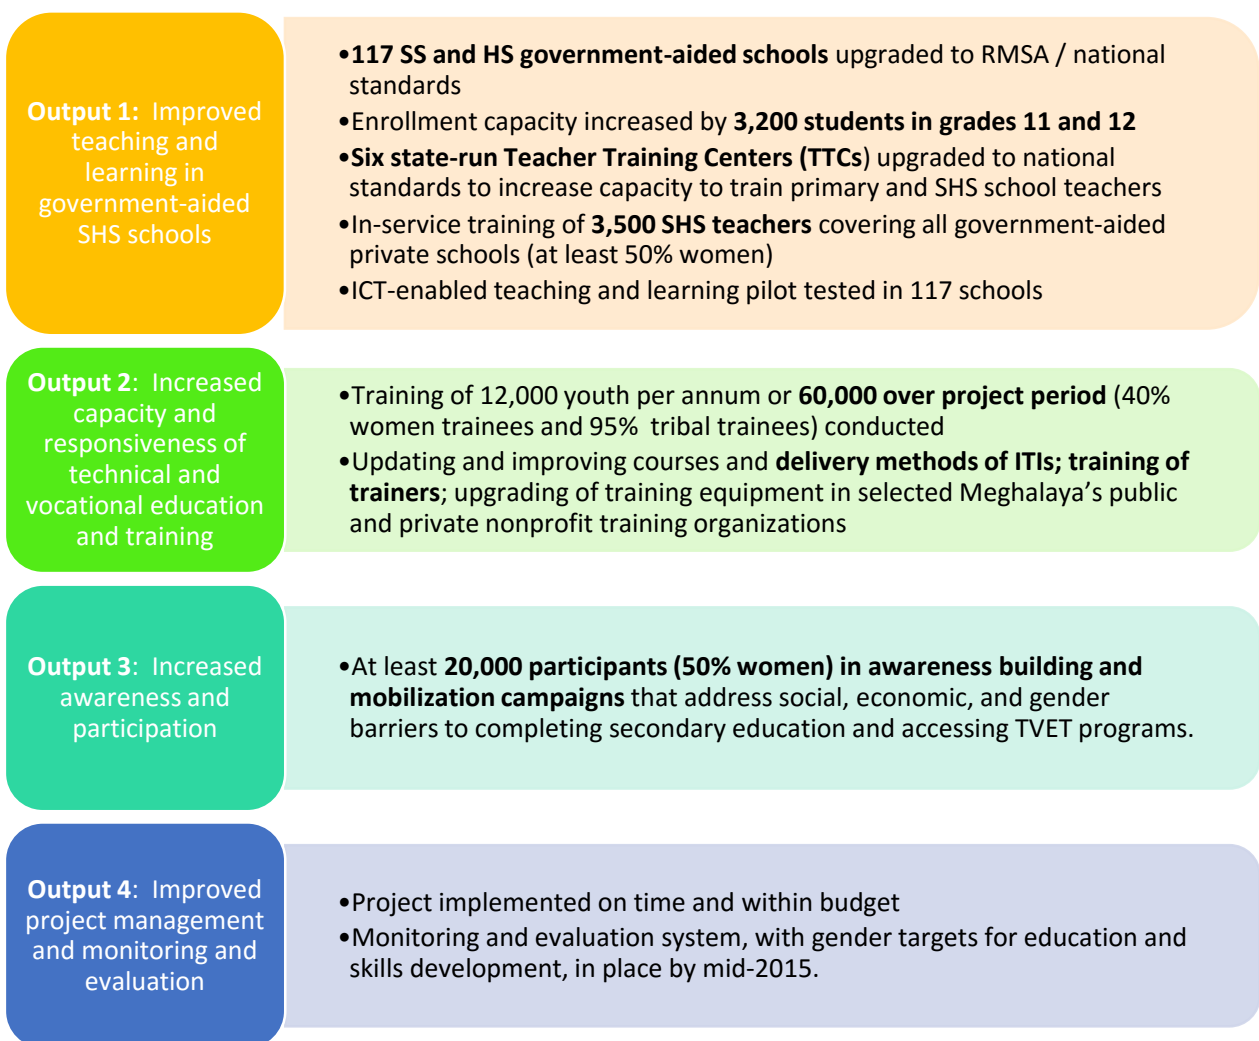 Output 1:  Improved
teaching and
learning in
government-aided
SHS schools
•117 SS and HS government-aided schools upgraded to RMSA / national
standards
•Enrollment capacity increased by 3,200 students in grades 11 and 12
•Six state-run Teacher Training Centers (TTCs) upgraded to national
standards to increase capacity to train primary and SHS school teachers
•In-service training of 3,500 SHS teachers covering all government-aided
private schools (at least 50% women)
•ICT-enabled teaching and learning pilot tested in 117 schools
Output 2:  Increased
capacity and
responsiveness of
technical and
vocational education
and training
•Training of 12,000 youth per annum or 60,000 over project period (40%
women trainees and 95%  tribal trainees) conducted
•Updating and improving courses and delivery methods of ITIs; training of
trainers; upgrading of training equipment in selected Meghalaya’s public
and private nonprofit training organizations
Output 3:  Increased
awareness and
participation
•At least 20,000 participants (50% women) in awareness building and
mobilization campaigns that address social, economic, and gender
barriers to completing secondary education and accessing TVET programs.
Output 4:  Improved
project management
and monitoring and
evaluation
•Project implemented on time and within budget
•Monitoring and evaluation system, with gender targets for education and
skills development, in place by mid-2015.